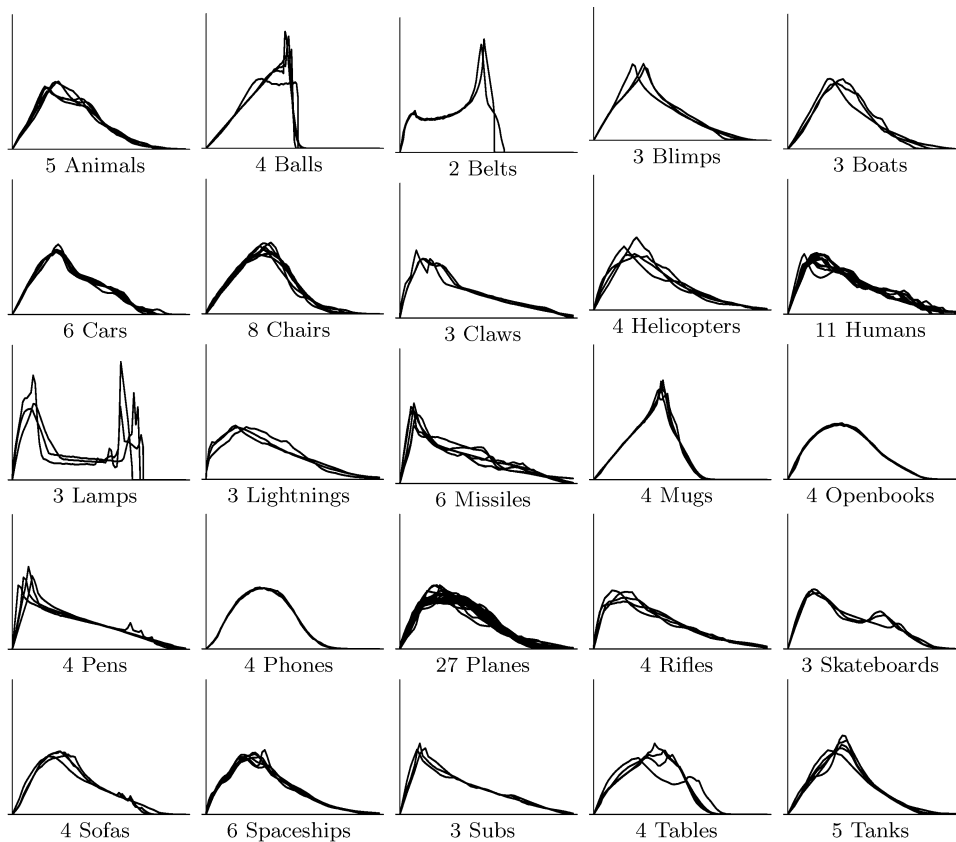 5 Animals
4 Balls
2 Belts
3 Blimps
3 Boats
6 Cars
8 Chairs
3 Claws
4 Helicopters
11 Humans
3 Lamps
3 Lightnings
6 Missiles
4 Mugs
4 Openbooks
4 Pens
4 Phones
27 Planes
4 Rifles
3 Skateboards
4 Sofas
6 Spaceships
3 Subs
4 Tables
5 Tanks